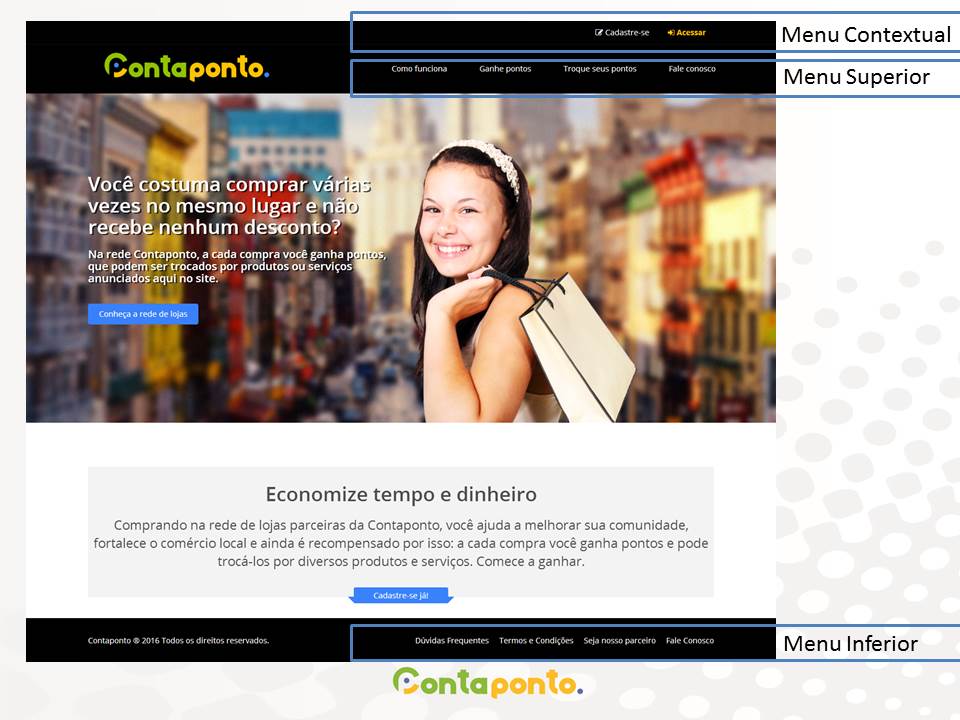 Cadastre-se Acessar
Menu Contextual
Contaponto.
Como funciona Ganhe pontos Troque seus pontos Fale conosco
Menu Superior
Você costuma comprar várias
vezes no mesmo lugar e não
recebe nenhum desconto?
Na rede Contaponto, a cada compra você ganha pontos,
que podem ser trocados por produtos ou serviços
anunciados aqui no site.
Conheça a rede de lojas
Economize tempo e dinheiro
Comprando na rede de lojas parceiras da Contaponto, você ajuda a melhorar sua comunidade,
fortalece o comércio local e ainda é recompensado por isso: a cada compra você ganha pontos e pode
trocá-los por diversos produtos e serviços. Comece a ganhar.
Cadastre-se já!
Contaponto ® 2016 Todos os direitos reservados.
Dúvidas Frequentes Termos e Condições Seja nosso parceiro Fale Conosco
Menu Inferior
Contaponto.